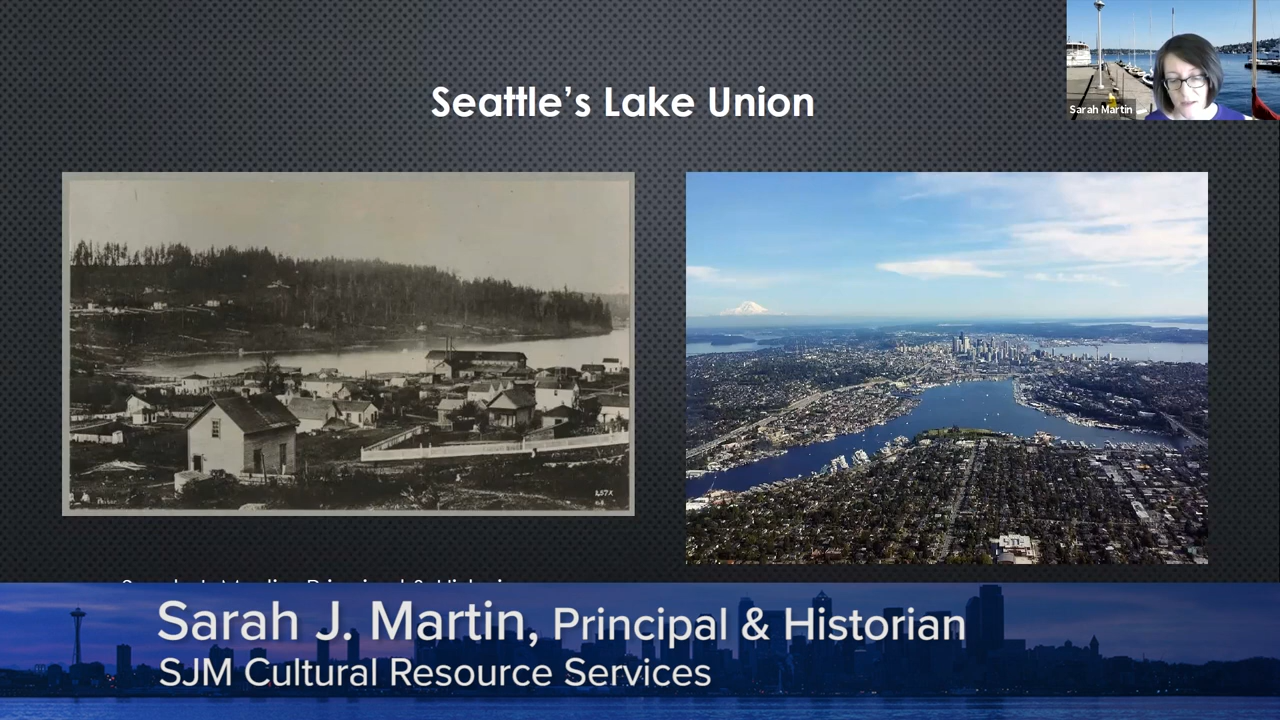 Seattle's Lake Union
Sarah Martin
Sarah J. Martin, Principal & Historian
SJM Cultural Resource Services